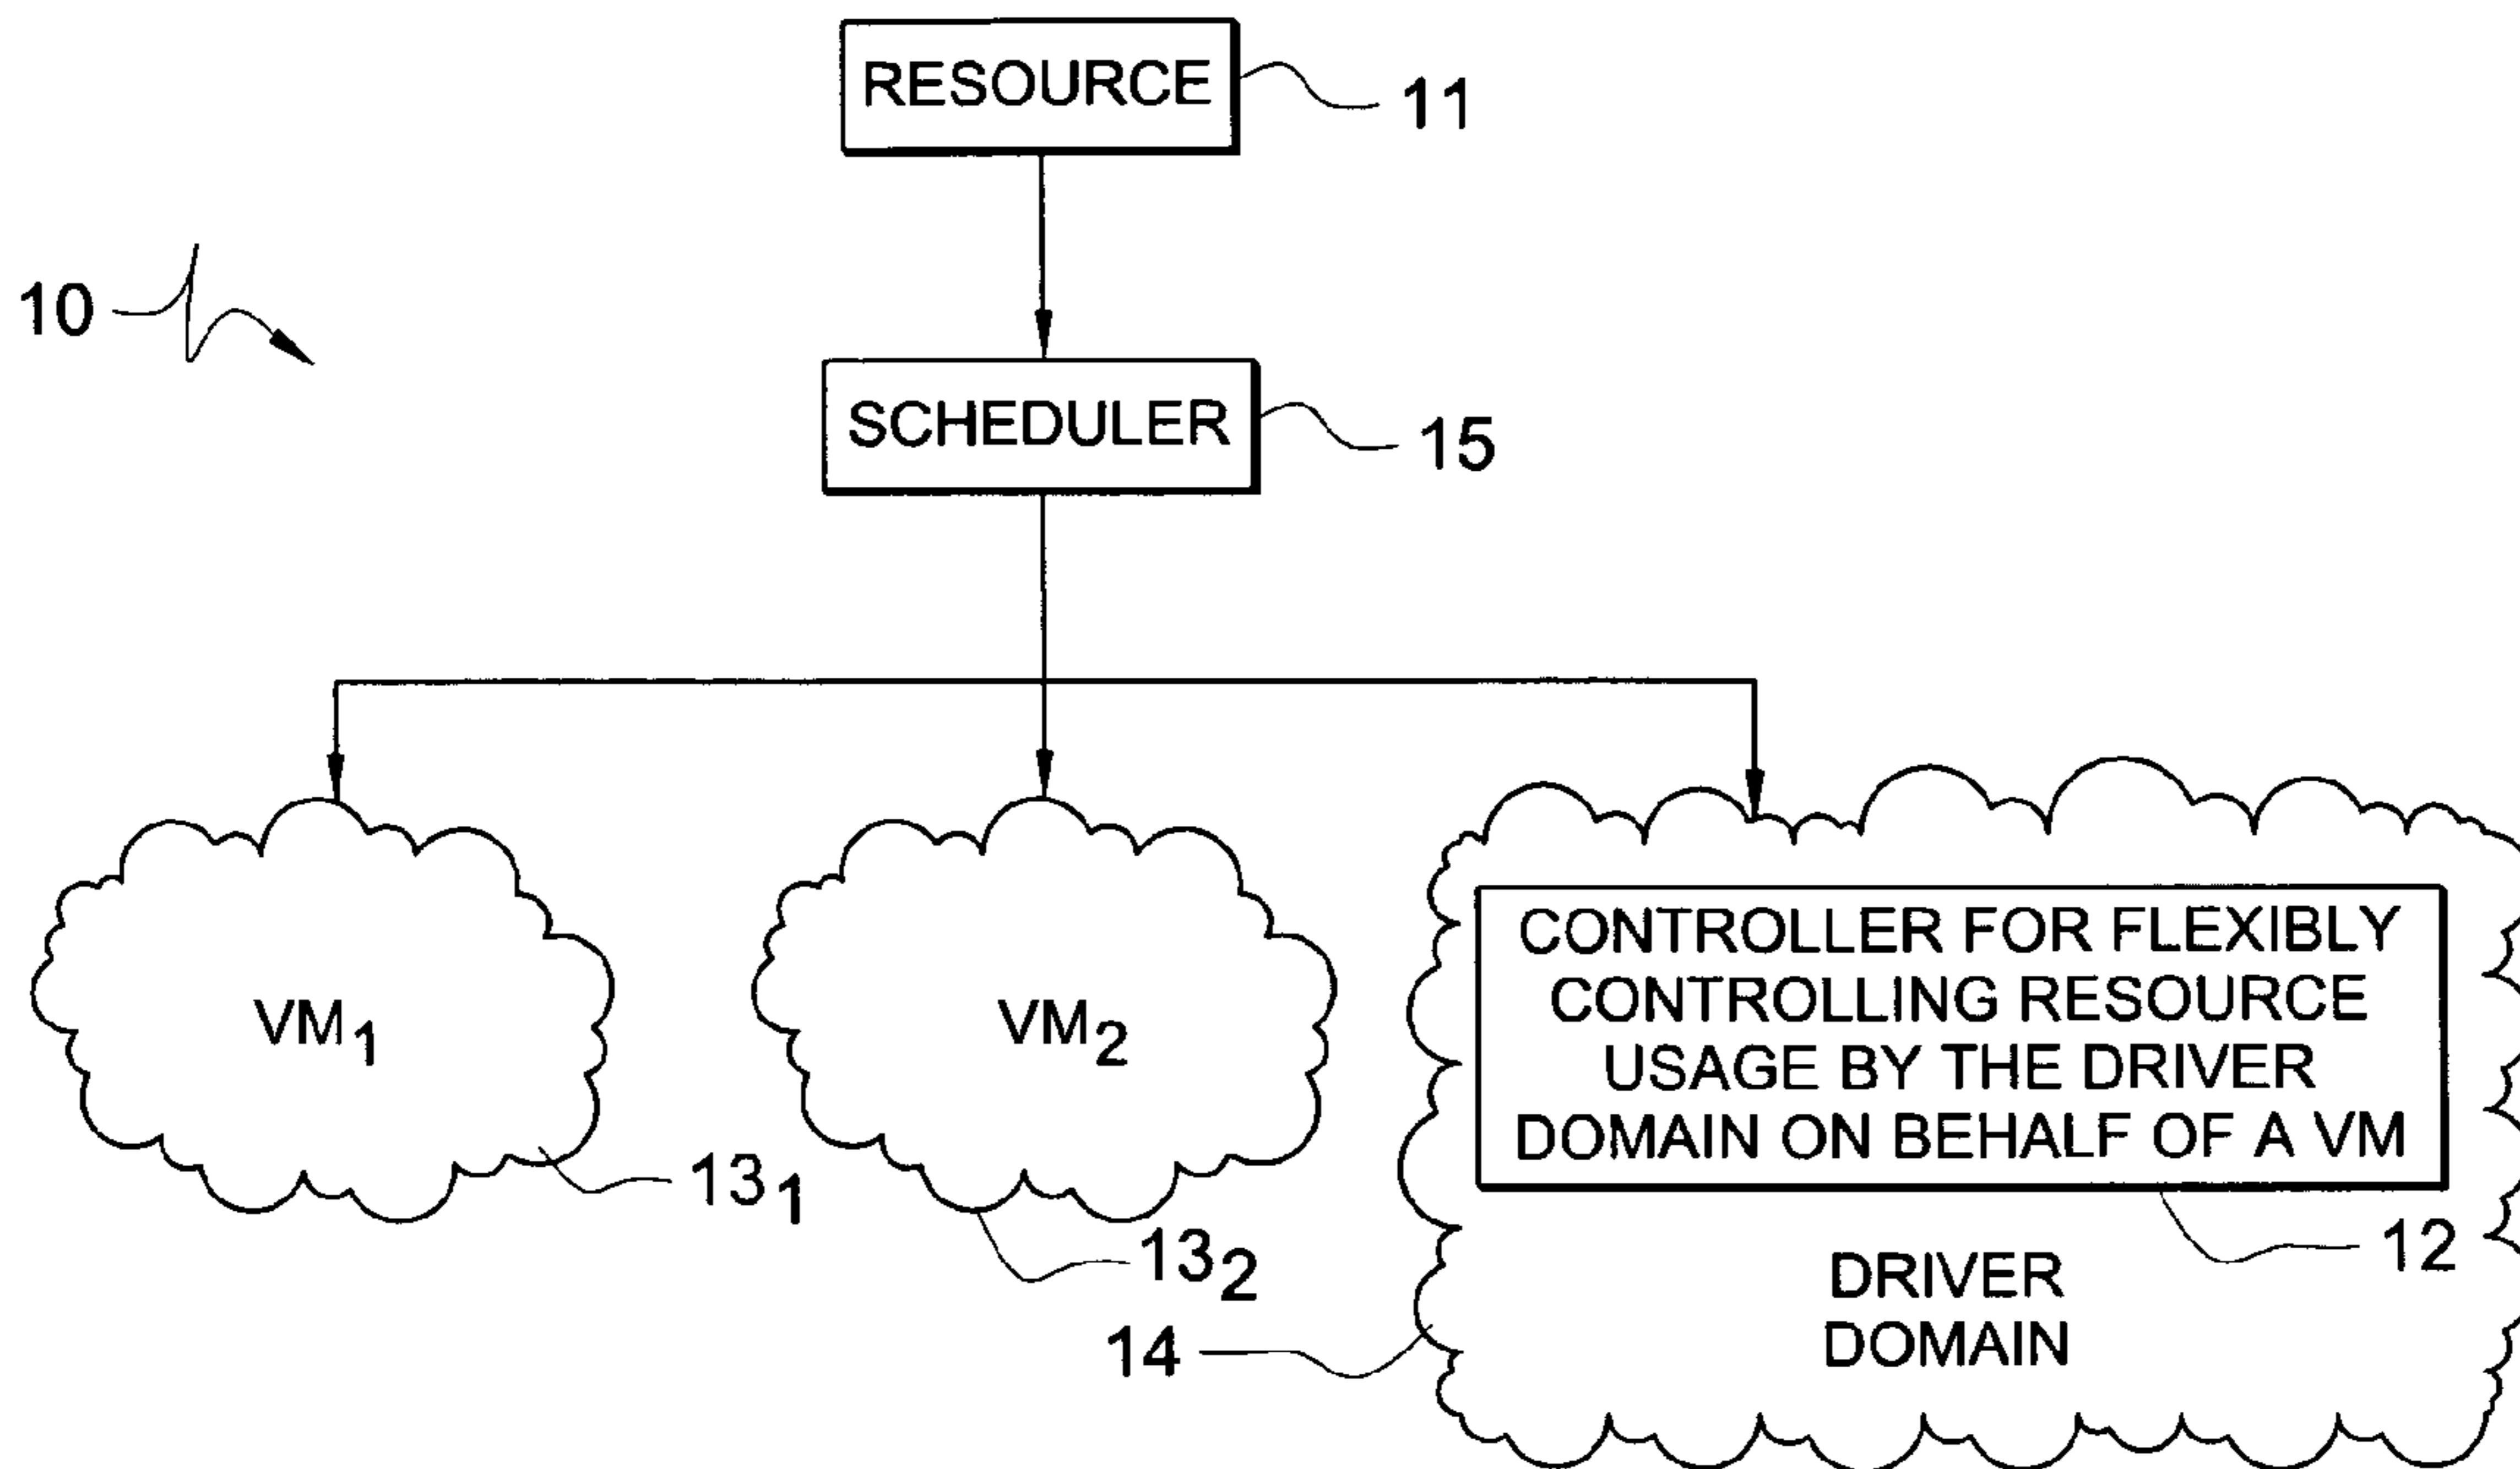 RESOURCE
11
10
SCHEDULER
15
CONTROLLER FOR FLEXIBLY
CONTROLLING RESOURCE
USAGE BY THE DRIVER
DOMAIN ON BEHALF OF A VM
VM₁
VM₂
13₁
13₂
12
DRIVER
DOMAIN
14